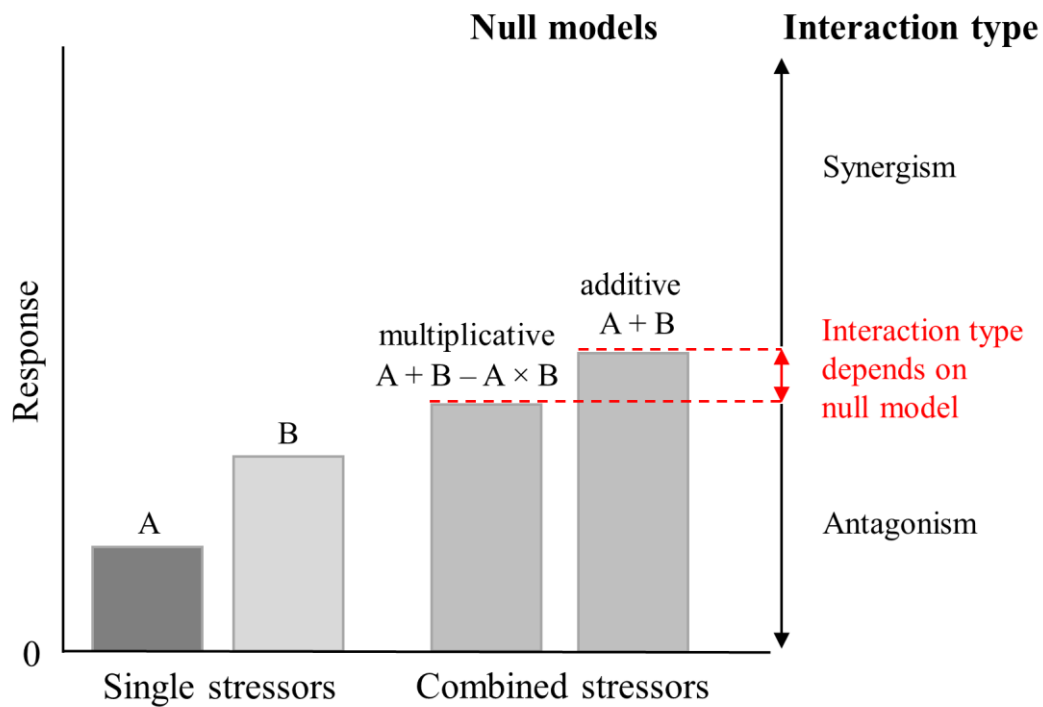 Null models
Interaction type
Synergism
additive
A + B
multiplicative
A + B – A × B
Interaction type
depends on
null model
Response
B
A
Antagonism
0
Single stressors
Combined stressors